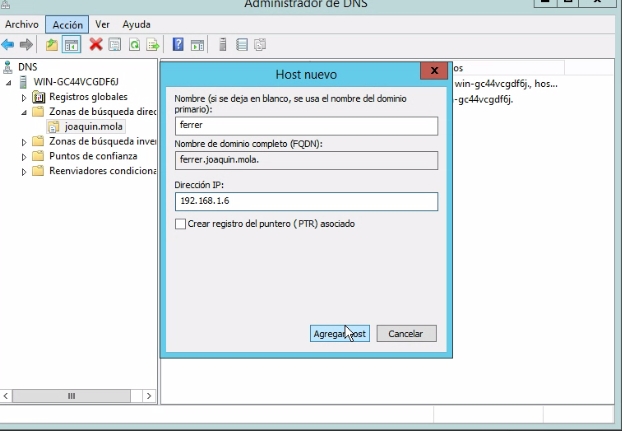 Administrador de DNS
Archivo Acción Ver Ayuda
DNS
WIN-GC44VCGDF6J
Registros globales
Zonas de búsqueda direc
joaquin.mola
Zonas de búsqueda inver
Puntos de confianza
Reenviadores condiciona
os
win-gc44vcgdf6j., hos...
-gc44vcgdf6j.
Host nuevo
x
Nombre (si se deja en blanco, se usa el nombre del dominio
primario):
ferrer
Nombre de dominio completo (FQDN):
ferrer.joaquin.mola.
Dirección IP:
192.168.1.6
Crear registro del puntero (PTR) asociado
Agregar host
Cancelar